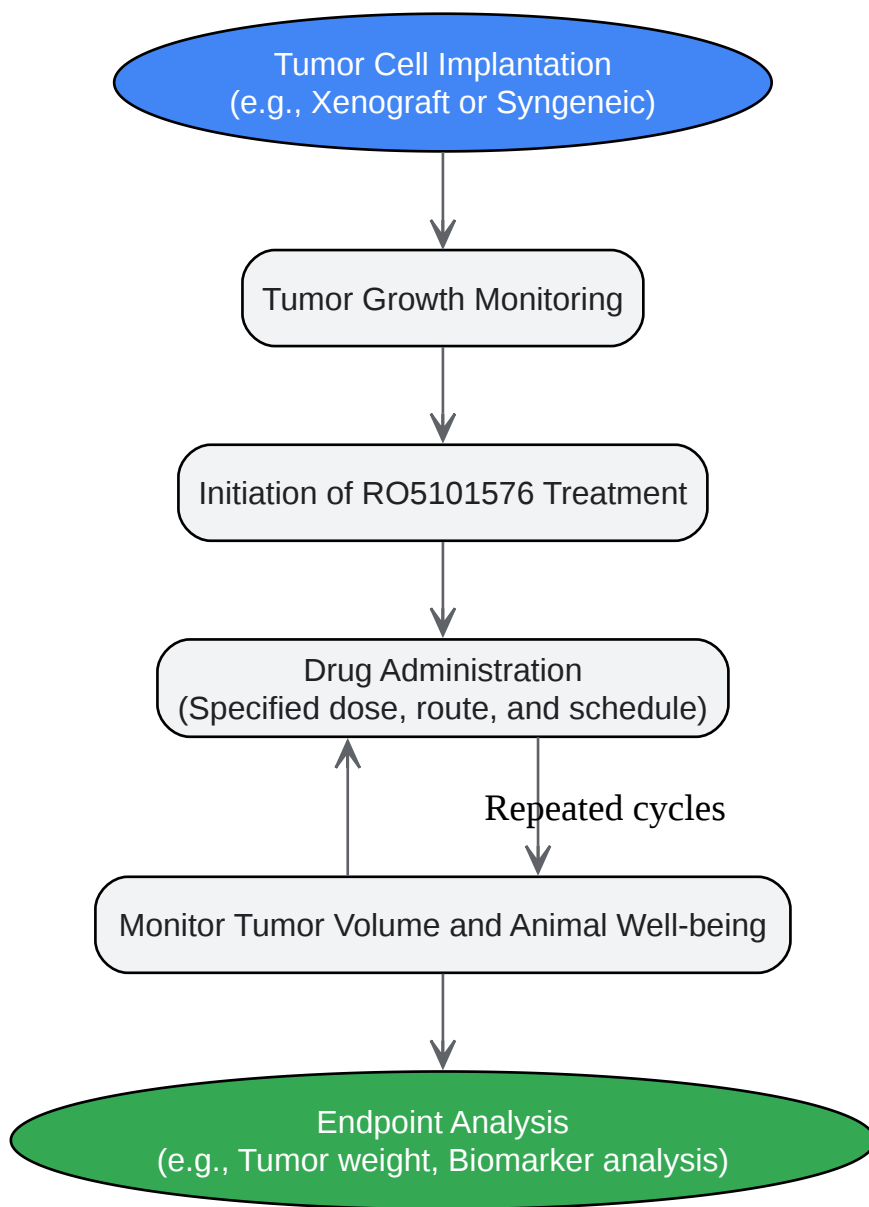 Tumor Cell Implantation
(e.g., Xenograft or Syngeneic)
Tumor Growth Monitoring
Initiation of RO5101576 Treatment
Drug Administration
(Specified dose, route, and schedule)
Repeated cycles
Monitor Tumor Volume and Animal Well-being
Endpoint Analysis
(e.g., Tumor weight, Biomarker analysis)